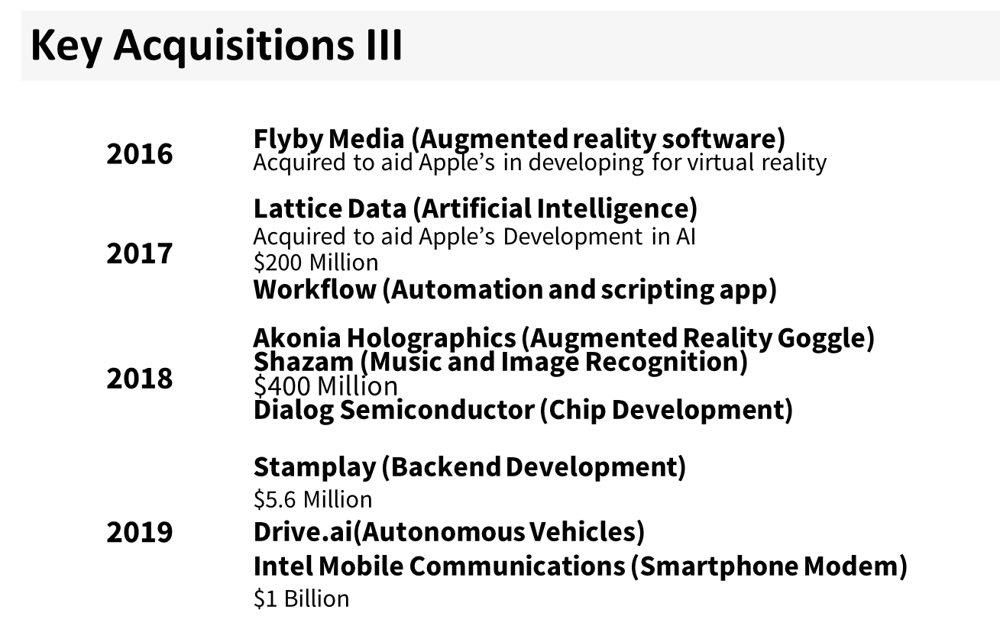 Key Acquisitions III
2016
Flyby Media (Augmented reality software)
Acquired to aid Apple’s in developing for virtual reality
2017
Lattice Data (Artificial Intelligence)
Acquired to aid Apple’s Development in AI
$200 Million
Workflow (Automation and scripting app)
2018
Akonia Holographics (Augmented Reality Goggle)
Shazam (Music and Image Recognition)
$400 Million
Dialog Semiconductor (Chip Development)
2019
Stamplay (Backend Development)
$5.6 Million
Drive.ai(Autonomous Vehicles)
Intel Mobile Communications (Smartphone Modem)
$1 Billion